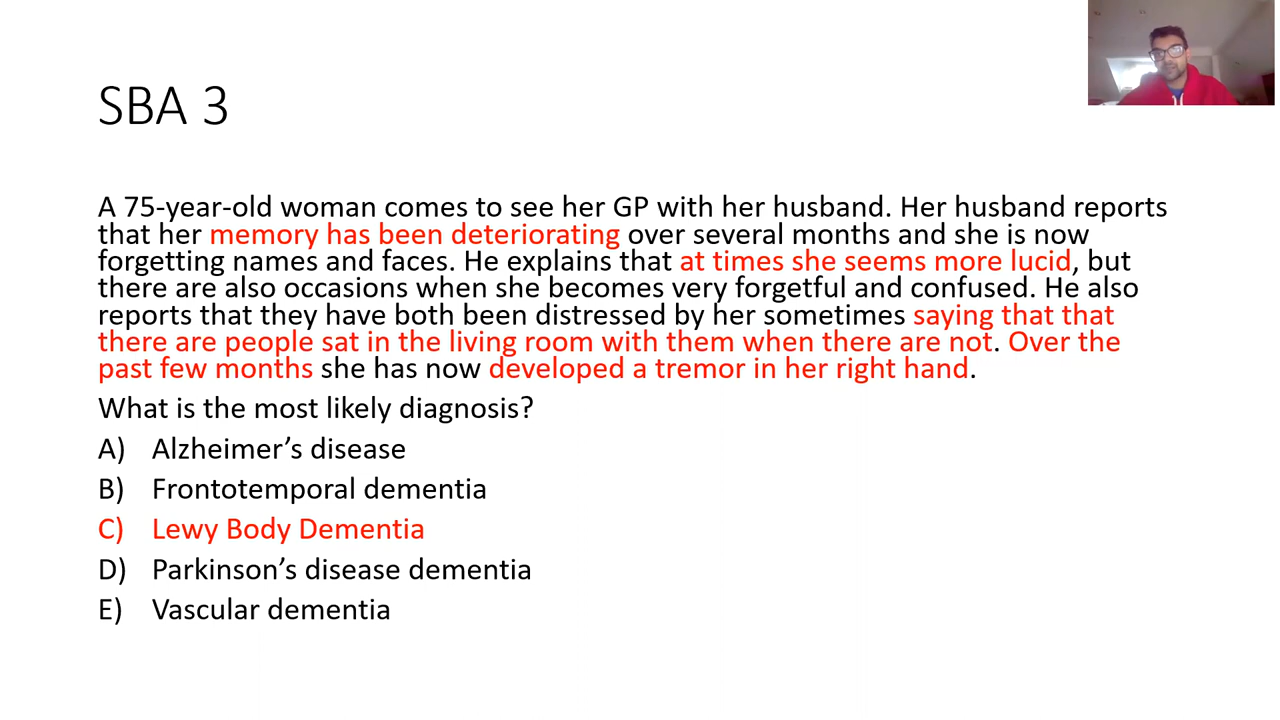 SBA 3
A 75-year-old woman comes to see her GP with her husband. Her husband reports
that her memory has been deteriorating over several months and she is now
forgetting names and faces. He explains that at times she seems more lucid, but
there are also occasions when she becomes very forgetful and confused. He also
reports that they have both been distressed by her sometimes saying that that
there are people sat in the living room with them when there are not. Over the
past few months she has now developed a tremor in her right hand.
What is the most likely diagnosis?
A) Alzheimer’s disease
B) Frontotemporal dementia
C) Lewy Body Dementia
D) Parkinson’s disease dementia
E) Vascular dementia